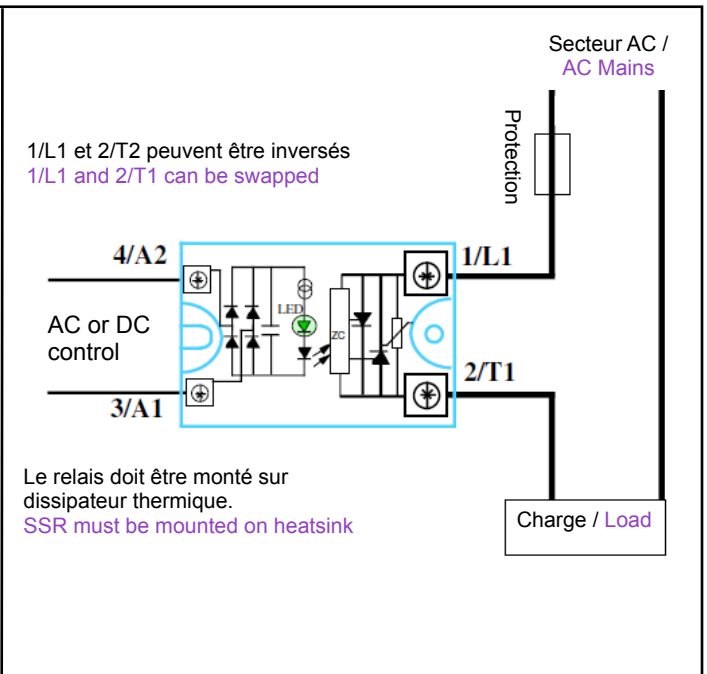 Secteur AC /
AC Mains
Protection
1/L1 et 2/T2 peuvent être inversés
1/L1 and 2/T1 can be swapped
4/A2
1/L1
LED
ZC
AC or DC
control
2/T1
3/A1
Le relais doit être monté sur
dissipateur thermique.
SSR must be mounted on heatsink
Charge / Load